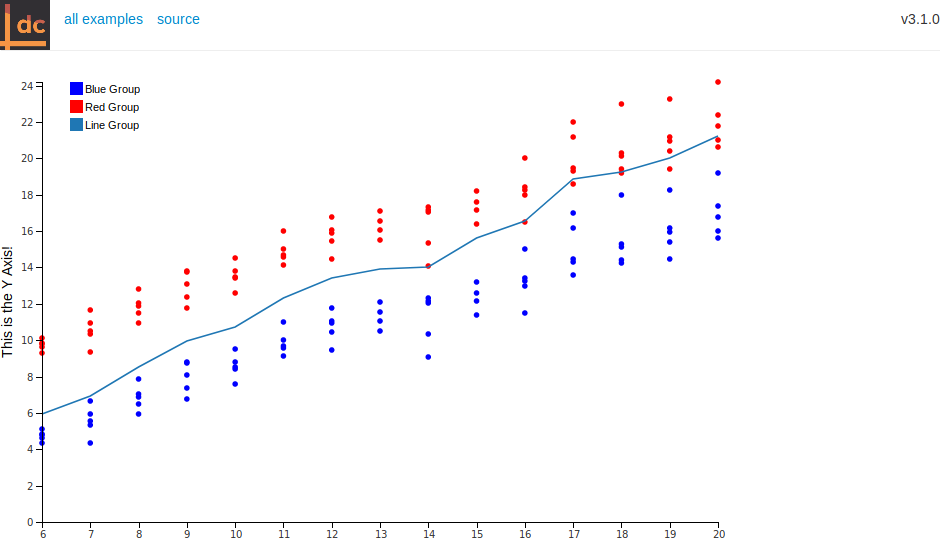 dc
all examples source
v3.1.0
Blue Group
Red Group
Line Group
This is the Y Axis!
24
22
20
18
16
14
12
10
8
6
4
2
0
6 7 8 9 10 11 12 13 14 15 16 17 18 19 20